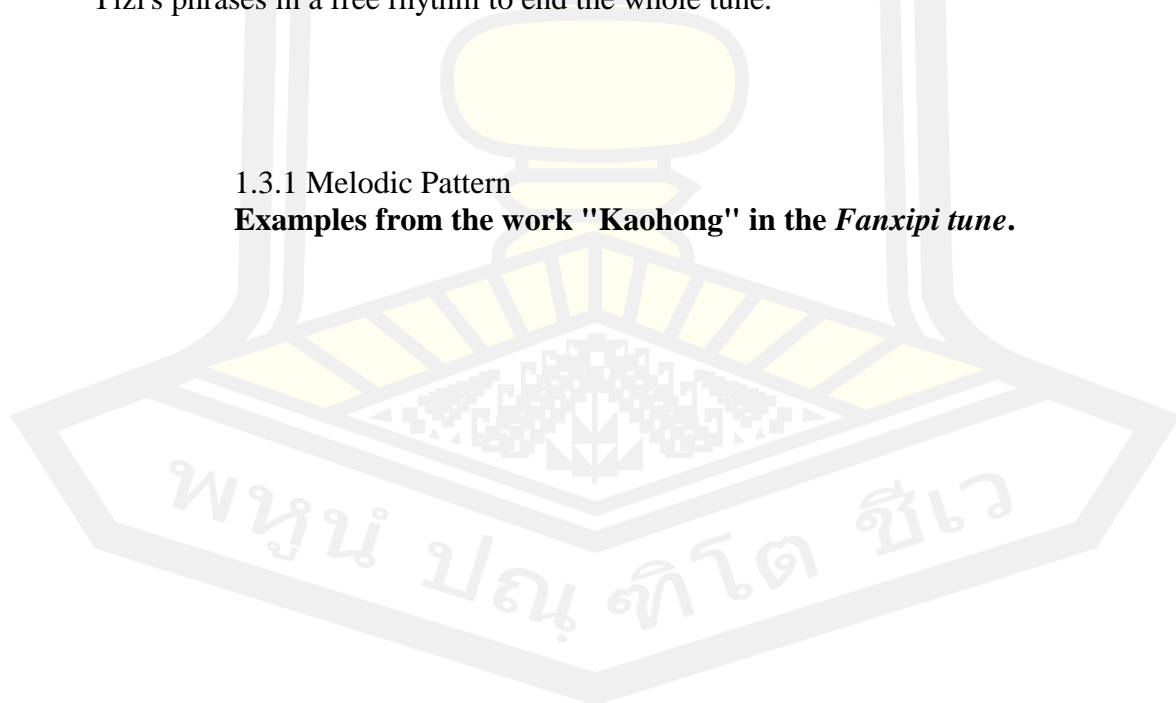 Yizi's phrases in a free rhythm to end the whole tune.
1.3.1 Melodic Pattern
Examples from the work "Kaohong" in the Fanxipi tune.
พหูนํ ปณฺฑิโต ชีเว